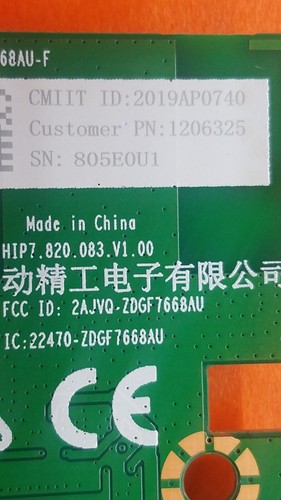 68AU-F
CMIIT ID:2019AP0740
Customer PN:1206325
SN: 805E0U1
Made in China
HIP7.820.083.V1.00
动精工电子有限公司
FCC ID: 2AJVQ-ZDGF7668AU
IC:22470-ZDGF7668AU
CE